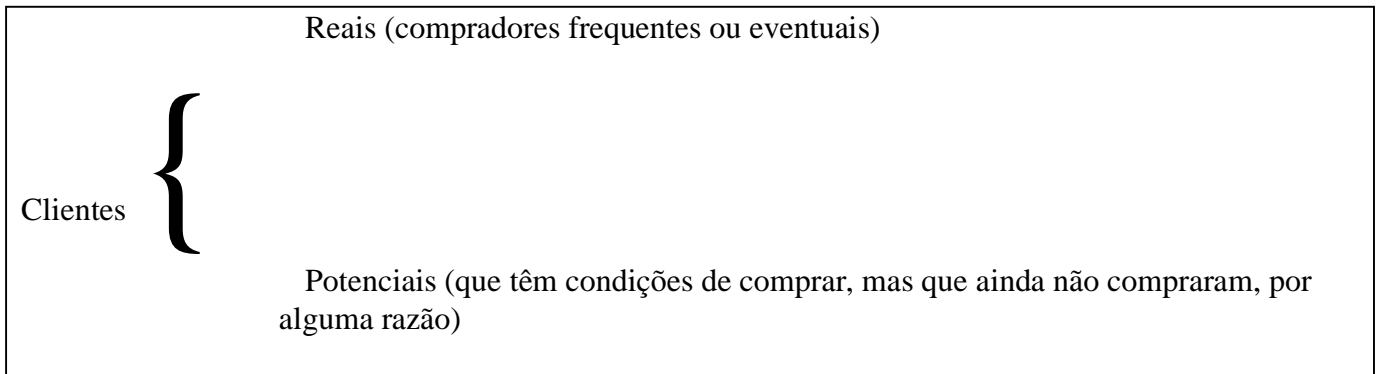 Reais (compradores frequentes ou eventuais)
Clientes {
Potenciais (que têm condições de comprar, mas que ainda não compraram, por
alguma razão)